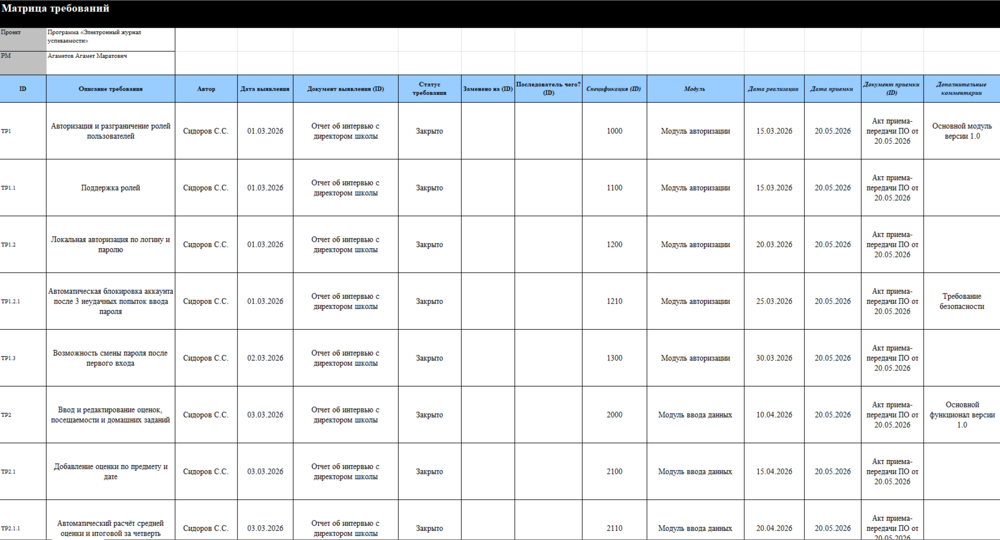 Матрица требований
Проект
Программа «Электронный журнал
успеваемости»
PM
Агаметов Агамет Маратович
ID
Описание требования
Автор
Дата выявления
Документ выявления (ID)
Статус
требования
Заменено на (ID)
Последователь чего?
(ID)
Спецификация (ID)
Модуль
Дата реализации
Дата приемки
Документ приемки
(ID)
Дополнительные
комментарии
ТР1
Авторизация и разграничение ролей
пользователей
Сидоров С.С.
01.03.2026
Отчет об интервью с
директором школы
Закрыто
1000
Модуль авторизации
15.03.2026
20.05.2026
Акт приема-
передачи ПО от
20.05.2026
Основной модуль
версии 1.0
ТР1.1
Поддержка ролей
Сидоров С.С.
01.03.2026
Отчет об интервью с
директором школы
Закрыто
1100
Модуль авторизации
15.03.2026
20.05.2026
Акт приема-
передачи ПО от
20.05.2026
ТР1.2
Локальная авторизация по логину и
паролю
Сидоров С.С.
01.03.2026
Отчет об интервью с
директором школы
Закрыто
1200
Модуль авторизации
20.03.2026
20.05.2026
Акт приема-
передачи ПО от
20.05.2026
ТР1.2.1
Автоматическая блокировка аккаунта
после 3 неудачных попыток ввода
пароля
Сидоров С.С.
01.03.2026
Отчет об интервью с
директором школы
Закрыто
1210
Модуль авторизации
25.03.2026
20.05.2026
Акт приема-
передачи ПО от
20.05.2026
Требование
безопасности
ТР1.3
Возможность смены пароля после
первого входа
Сидоров С.С.
02.03.2026
Отчет об интервью с
директором школы
Закрыто
1300
Модуль авторизации
30.03.2026
20.05.2026
Акт приема-
передачи ПО от
20.05.2026
ТР2
Ввод и редактирование оценок,
посещаемости и домашних заданий
Сидоров С.С.
03.03.2026
Отчет об интервью с
директором школы
Закрыто
2000
Модуль ввода данных
10.04.2026
20.05.2026
Акт приема-
передачи ПО от
20.05.2026
Основной
функционал версии
1.0
ТР2.1
Добавление оценки по предмету и
дате
Сидоров С.С.
03.03.2026
Отчет об интервью с
директором школы
Закрыто
2100
Модуль ввода данных
15.04.2026
20.05.2026
Акт приема-
передачи ПО от
20.05.2026
ТР2.1.1
Автоматический расчёт средней
оценки и итоговой за четверть
Сидоров С.С.
03.03.2026
Отчет об интервью с
директором школы
Закрыто
2110
Модуль ввода данных
20.04.2026
20.05.2026
Акт приема-
передачи ПО от
20.05.2026